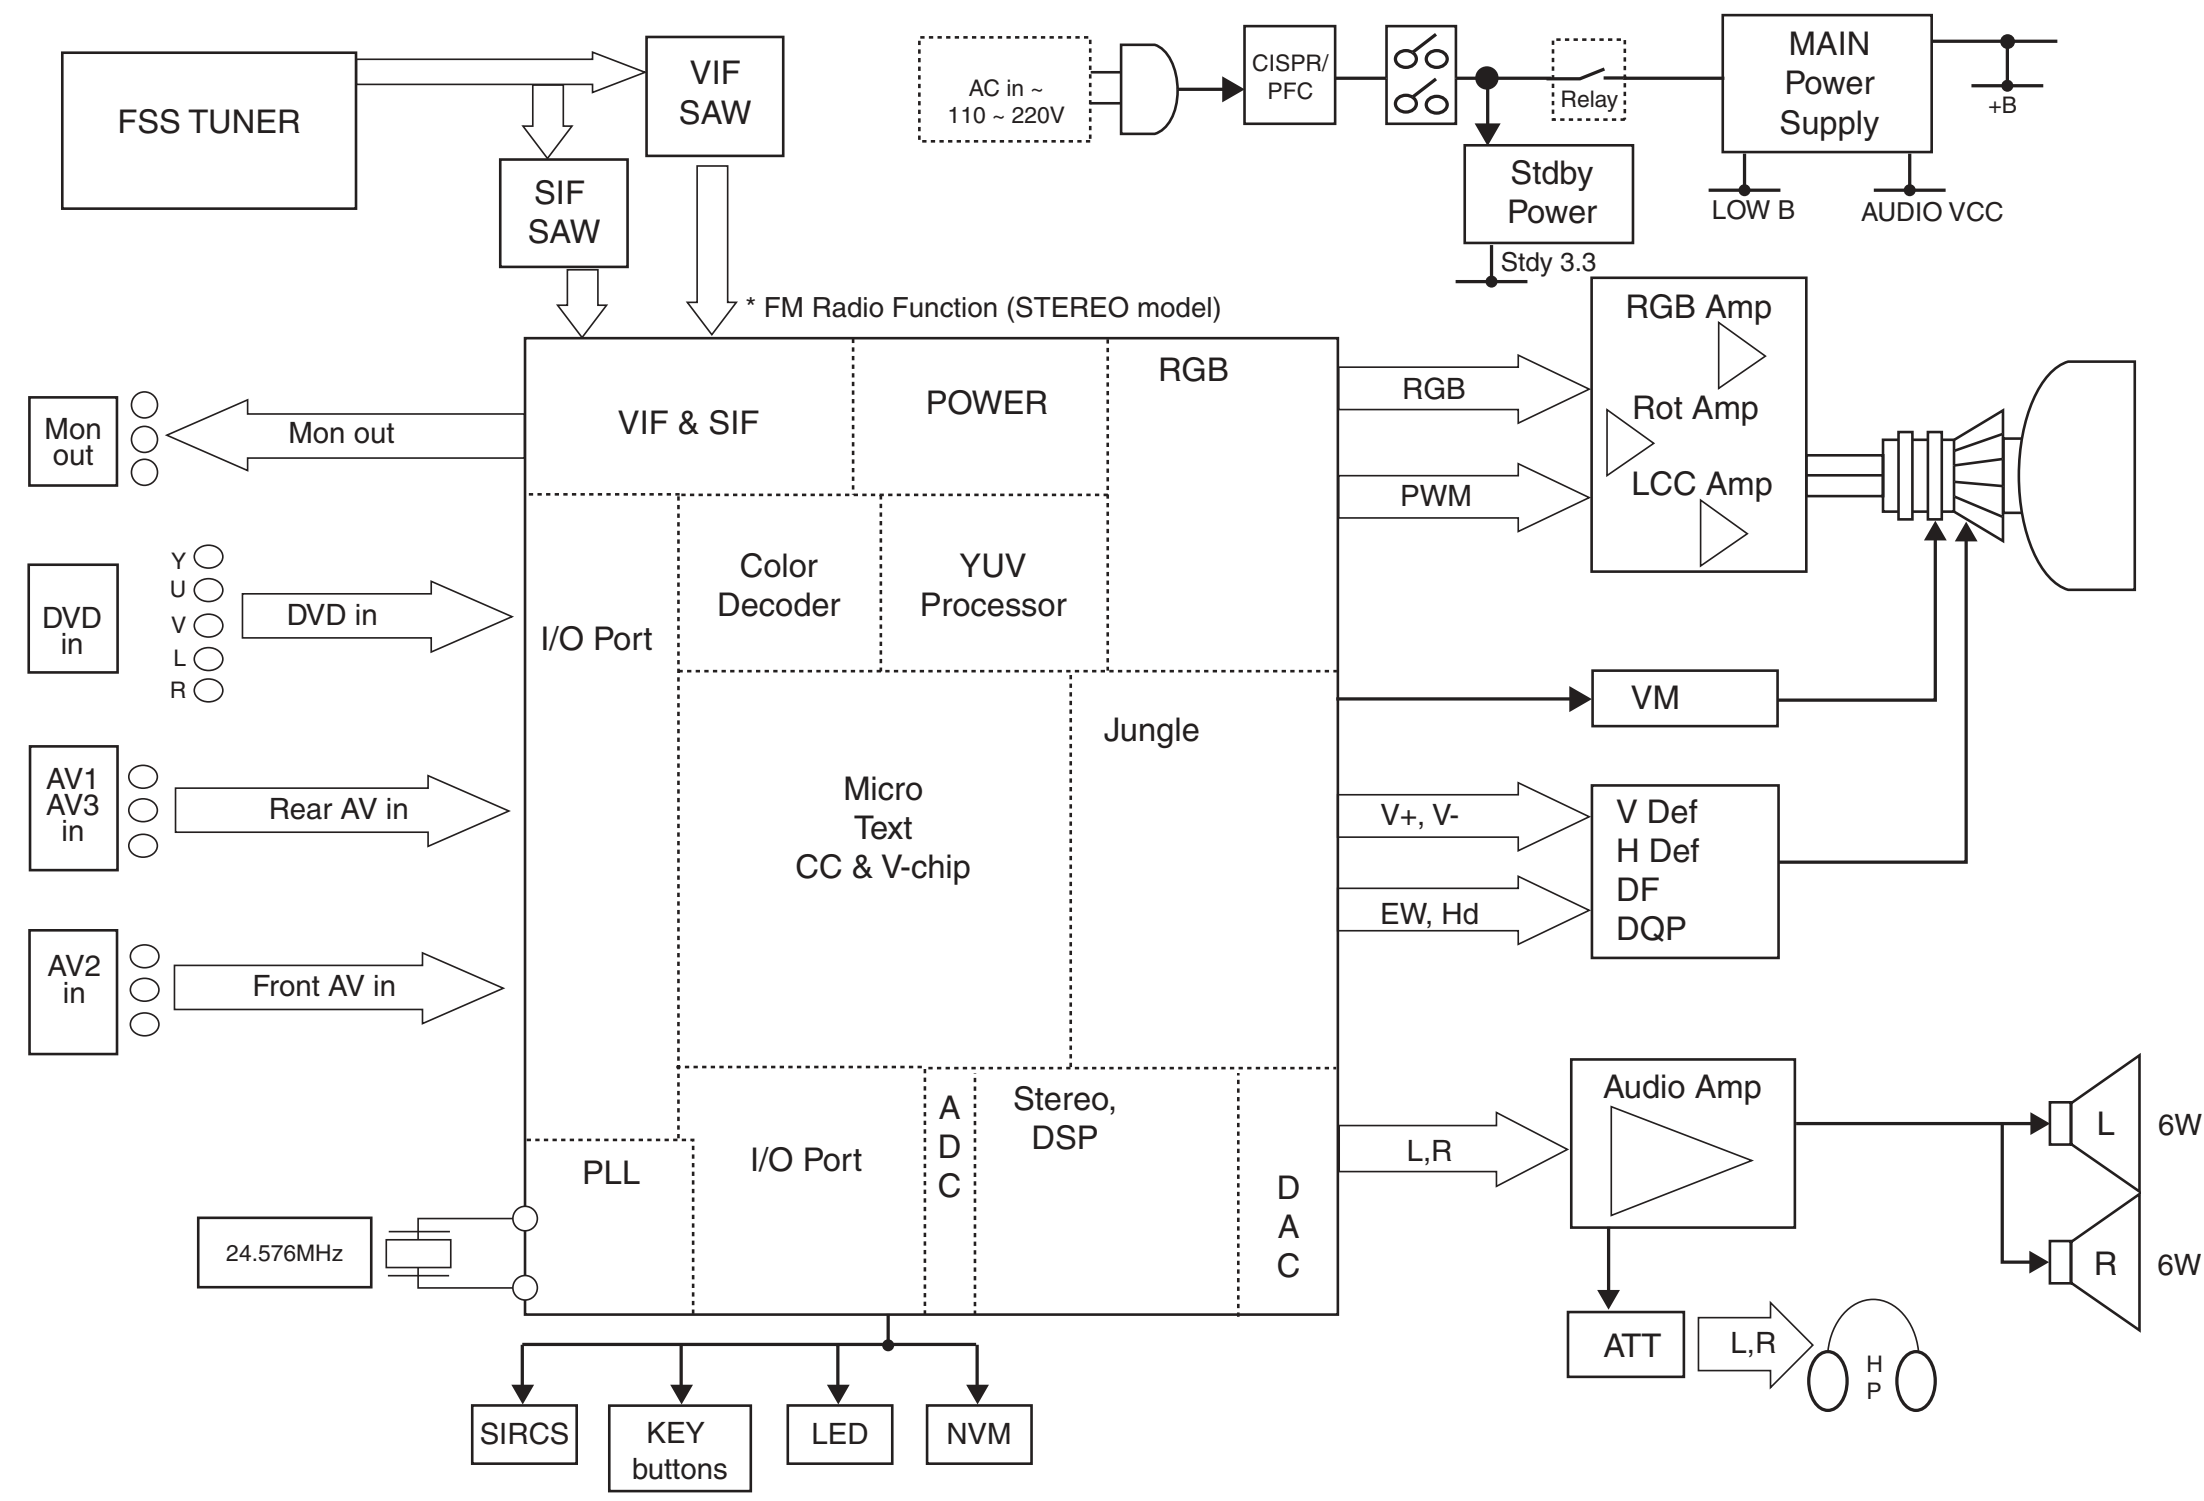 FSS TUNER
VIF
SAW
SIF
SAW
AC in ~
110 ~ 220V
CISPR/
PFC
Relay
MAIN
Power
Supply
+B
LOW B
AUDIO VCC
Stdby
Power
Stdy 3.3
* FM Radio Function (STEREO model)
Mon
out
Mon out
VIF & SIF
POWER
RGB
RGB
PWM
RGB Amp
Rot Amp
LCC Amp
DVD
in
Y
U
V
L
R
DVD in
I/O Port
Color
Decoder
YUV
Processor
VM
AV1
AV3
in
Rear AV in
Micro
Text
CC & V-chip
Jungle
V+, V-
EW, Hd
V Def
H Def
DF
DQP
AV2
in
Front AV in
PLL
I/O Port
A
D
C
Stereo,
DSP
D
A
C
L,R
Audio Amp
L
6W
R
6W
24.576MHz
ATT
L,R
H
P
SIRCS
KEY
buttons
LED
NVM